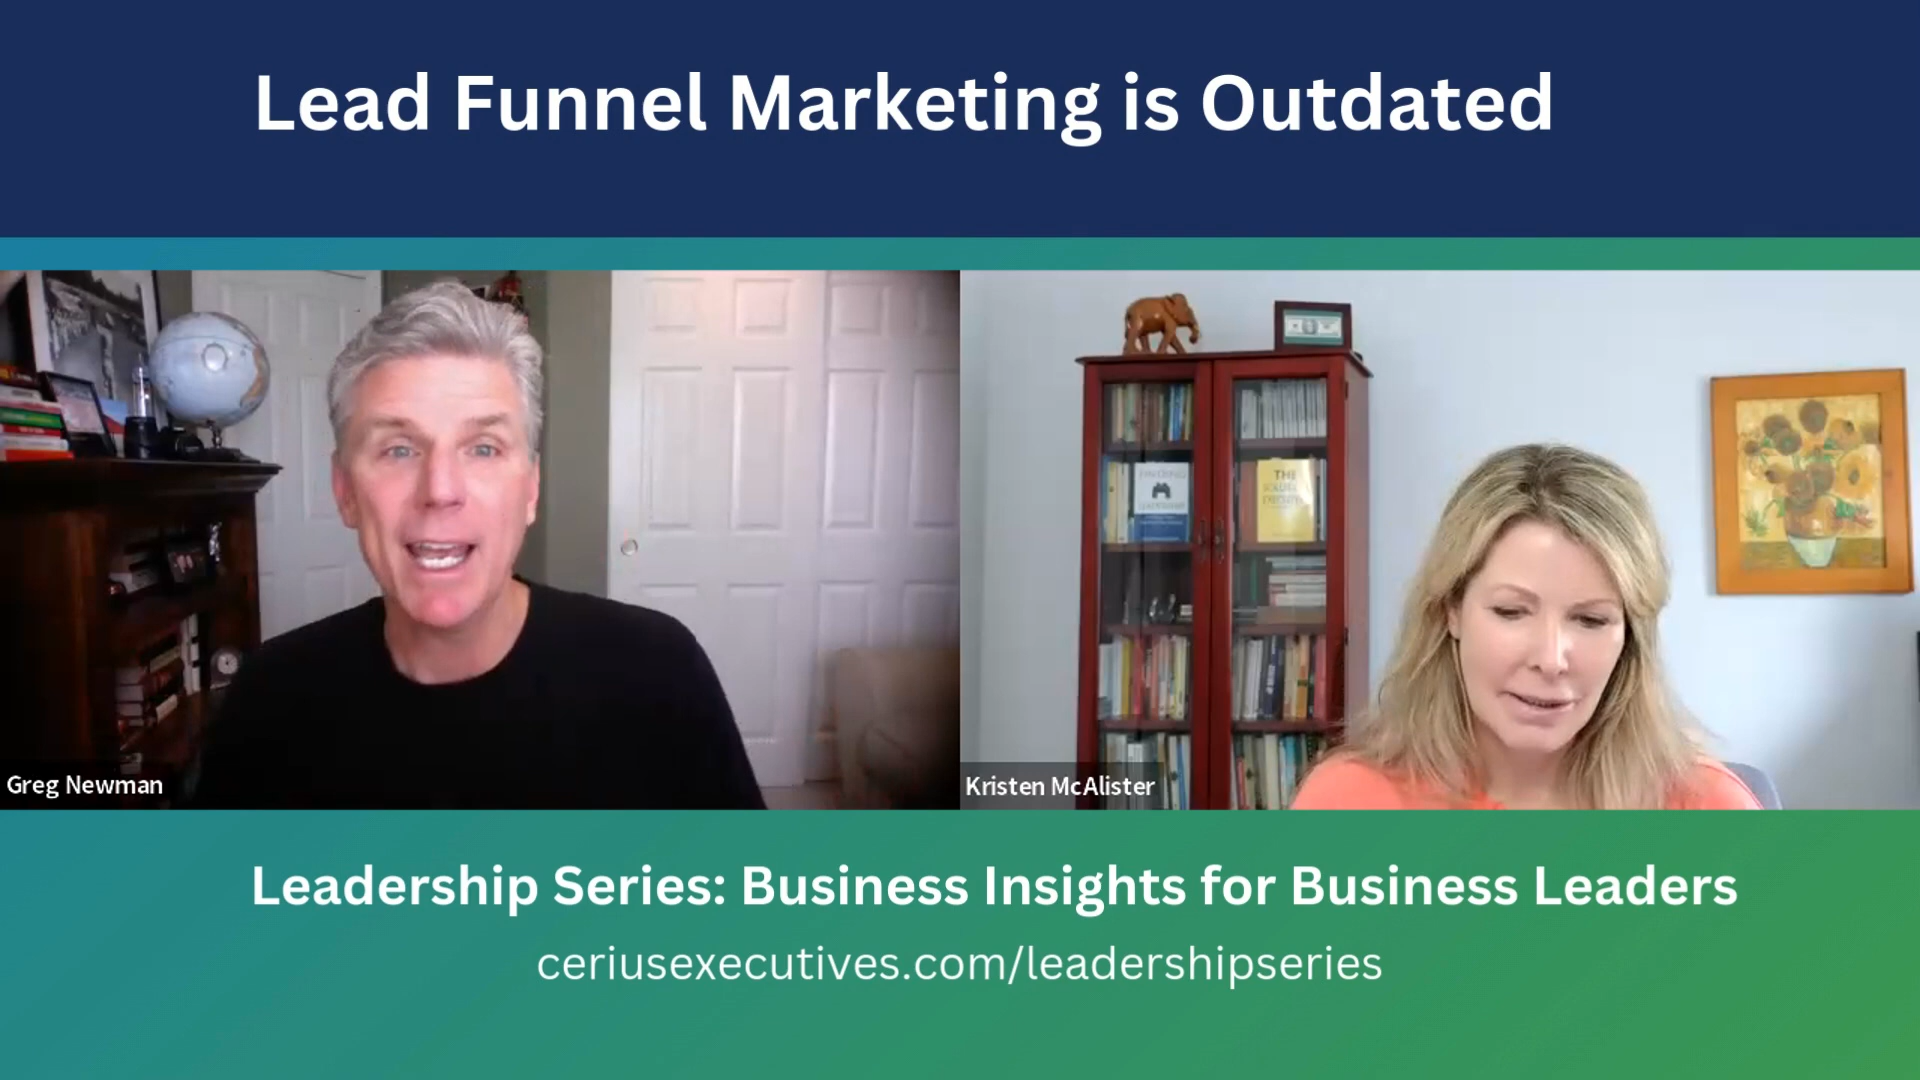 Lead Funnel Marketing is Outdated
THE
Greg Newman
Kristen McAlister
Leadership Series: Business Insights for Business Leaders
ceriusexecutives.com/leadershipseries